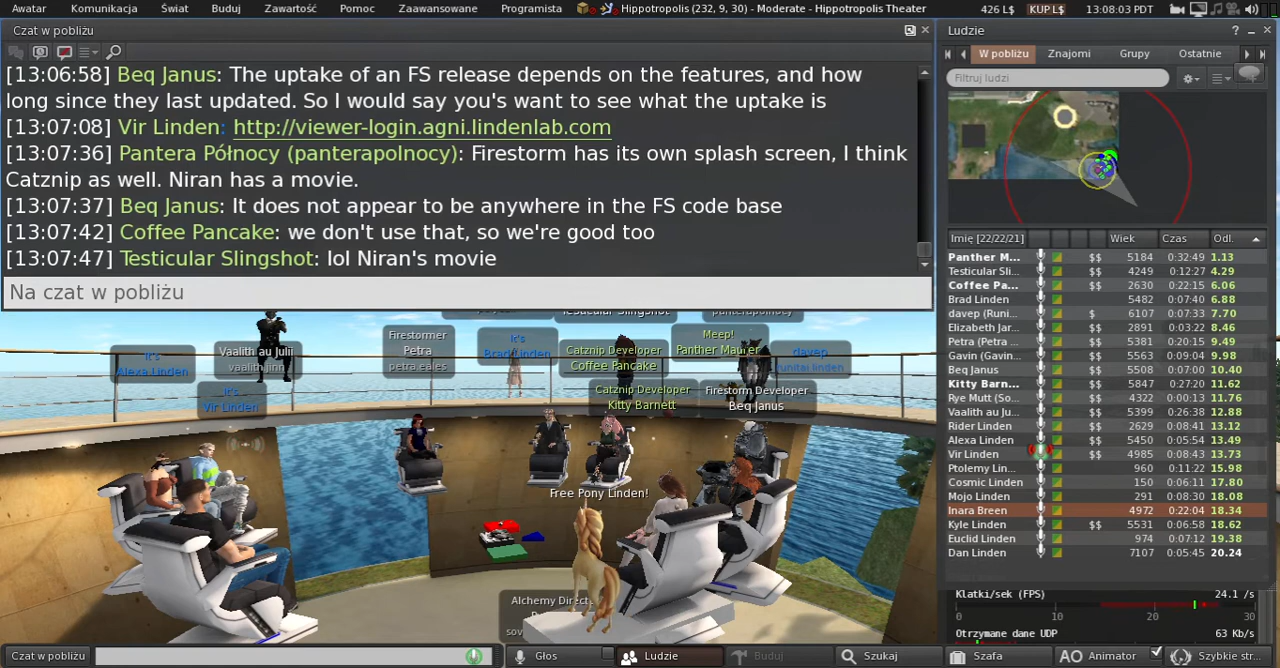 Awatar Komunikacja Świat Buduj Zawartość Pomoc Zaawansowane Programista Hippotropolis (232, 9, 30) - Moderate - Hippotropolis Theater 426 L$ KUP L$ 13:08:03 PDT
Czat w pobliżu
[13:06:58] Beq Janus: The uptake of an FS release depends on the features, and how
long since they last updated. So I would say you's want to see what the uptake is
[13:07:08] Vir Linden: http://viewer-login.agni.lindenlab.com
[13:07:36] Pantera Północy (panterapolnocy): Firestorm has its own splash screen, I think
Catznip as well. Niran has a movie.
[13:07:37] Beq Janus: It does not appear to be anywhere in the FS code base
[13:07:42] Coffee Pancake: we don't use that, so we're good too
[13:07:47] Testicular Slingshot: lol Niran's movie
Na czat w pobliżu
It's
Alexa Linden
Vaalith au Julii
vaalith.jinn
It's
Vir Linden
Firestormer
Petra
petra.eales
It's
Brad Linden
Catznip Developer
Coffee Pancake
Meep!
Panther Maurer
davep
runitai linden
Catznip Developer
Kitty Barnett
Firestorm Developer
Beq Janus
Free Pony Linden!
Alchemy Direct
Ludzie
W pobliżu Znajomi Grupy Ostatnie
Filtruj ludzi
Imię [22/22/21] Wiek Czas Odl.
Panther M... $$ 5184 0:32:49 1.13
Testicular Sli... $$ 4249 0:12:27 4.29
Coffee Pa... $$ 2630 0:22:15 6.06
Brad Linden 5482 0:07:40 6.88
davep (Runi... $ 6107 0:07:33 7.70
Elizabeth Jar... $$ 2891 0:03:22 8.46
Petra (Petra ... $$ 5381 0:20:15 9.49
Gavin (Gavin... $$ 5563 0:09:04 9.98
Beq Janus $$ 5508 0:07:00 10.40
Kitty Barn... $$ 5847 0:27:20 11.62
Rye Mutt (So... $$ 4322 0:00:13 11.76
Vaalith au Ju... $$ 5399 0:26:38 12.88
Rider Linden $$ 2629 0:08:41 13.12
Alexa Linden $$ 5450 0:05:54 13.49
Vir Linden $$ 4985 0:08:43 13.73
Ptolemy Lin... 960 0:11:22 15.98
Cosmic Linden 150 0:06:11 17.80
Mojo Linden 291 0:08:30 18.08
Inara Breen 4972 0:22:04 18.34
Kyle Linden $$ 5531 0:06:58 18.62
Euclid Linden 974 0:07:12 19.38
Dan Linden 7107 0:05:45 20.24
Klatki/sek (FPS) 24.1 /s
0 10 20 30
Otrzymane dane UDP 63 Kb/s
Czat w pobliżu Głos Ludzie Buduj Szukaj Szafa AO Animator Szybkie str...